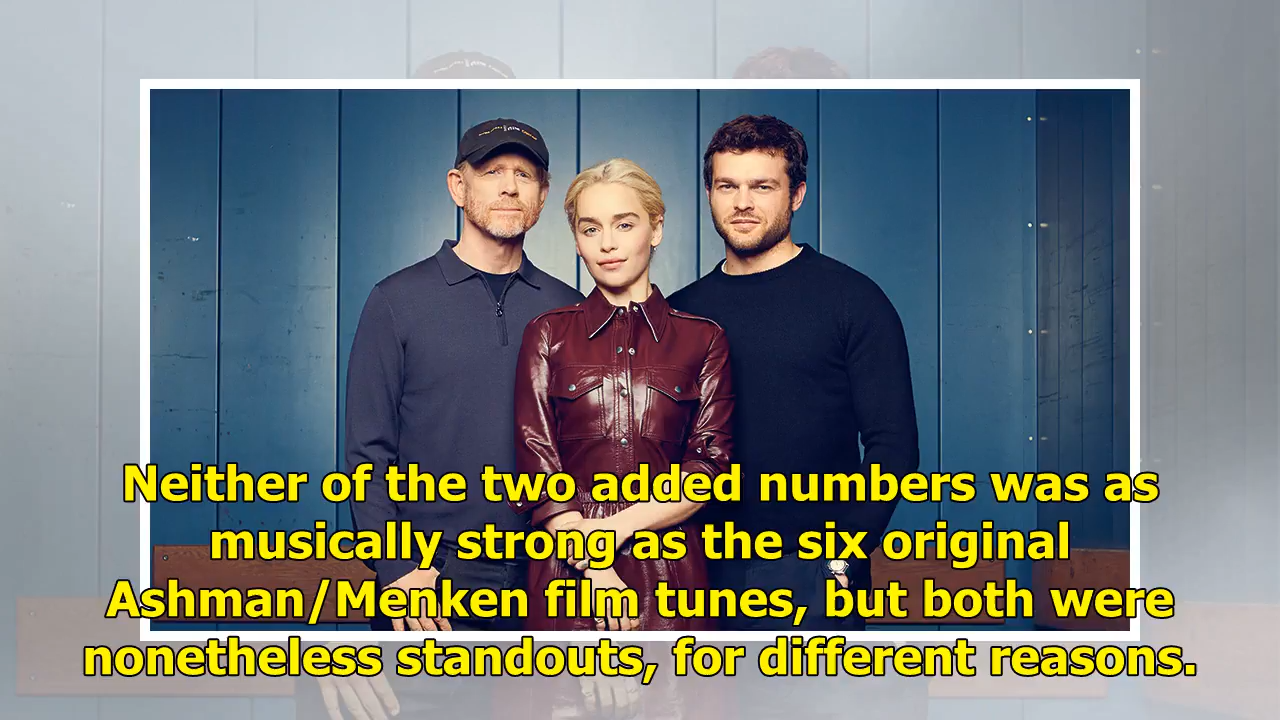 Neither of the two added numbers was as
musically strong as the six original
Ashman/Menken film tunes, but both were
nonetheless standouts, for different reasons.